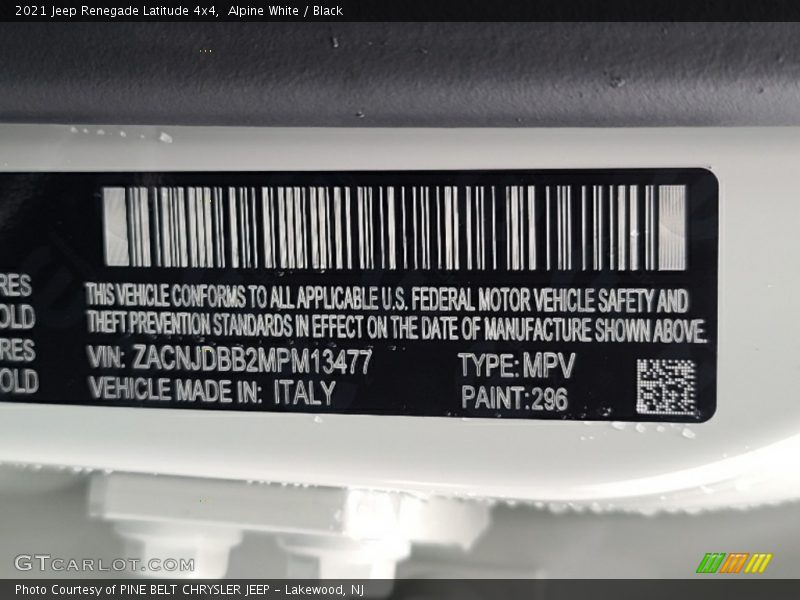 2021 Jeep Renegade Latitude 4x4,  Alpine White / Black
RES
OLD
RES
OLD
THIS VEHICLE CONFORMS TO ALL APPLICABLE U.S. FEDERAL MOTOR VEHICLE SAFETY AND
THEFT PREVENTION STANDARDS IN EFFECT ON THE DATE OF MANUFACTURE SHOWN ABOVE.
VIN: ZACNJDBB2MPM13477 TYPE: MPV
VEHICLE MADE IN: ITALY PAINT: 296
GTCARLOT.COM
Photo Courtesy of PINE BELT CHRYSLER JEEP - Lakewood, NJ